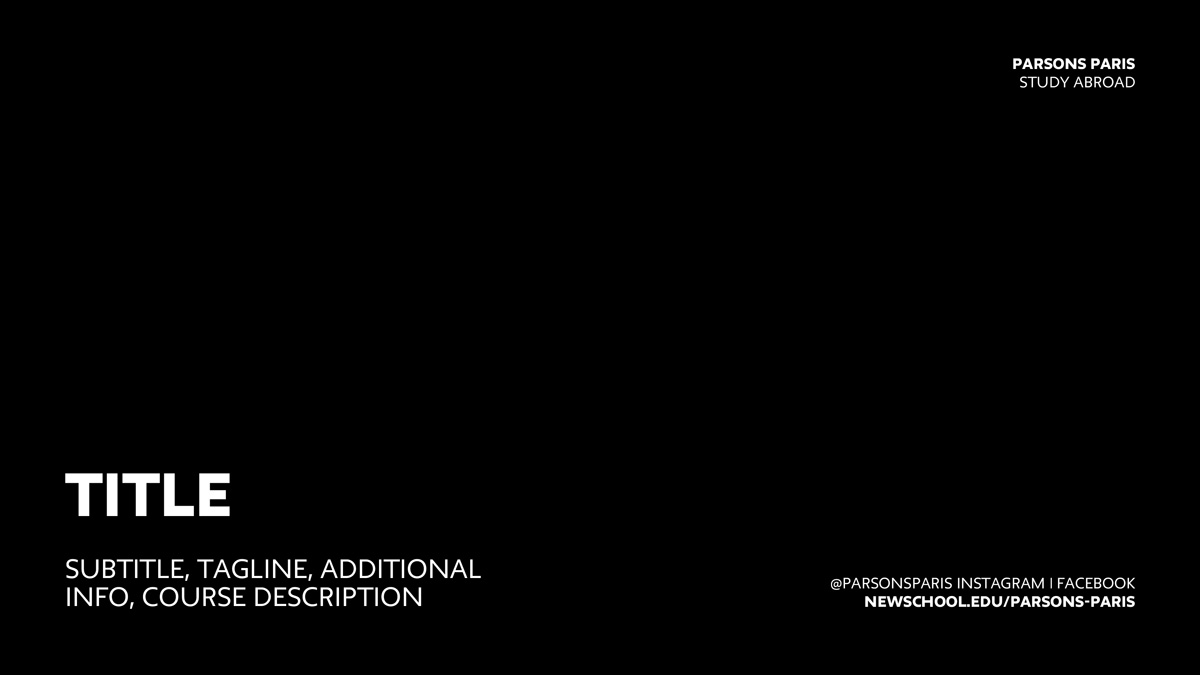 PARSONS PARIS
STUDY ABROAD
TITLE
SUBTITLE, TAGLINE, ADDITIONAL
INFO, COURSE DESCRIPTION
@PARSONSPARIS INSTAGRAM | FACEBOOK
NEWSCHOOL.EDU/PARSONS-PARIS